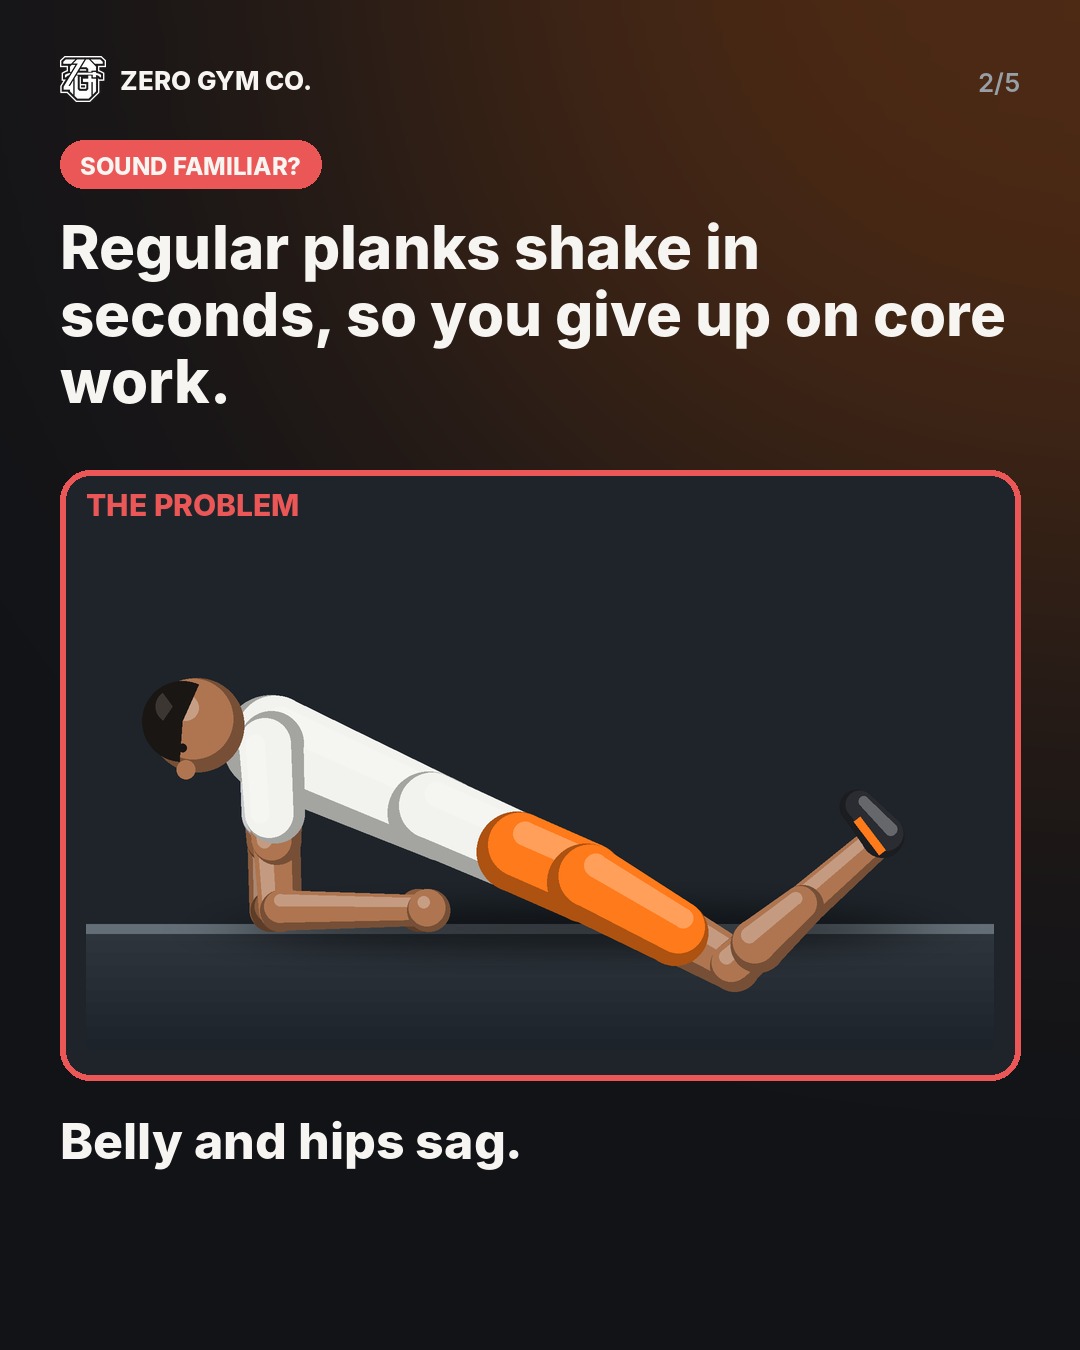 ZERO GYM CO.
2/5
SOUND FAMILIAR?
Regular planks shake in
seconds, so you give up on core
work.
THE PROBLEM
Belly and hips sag.